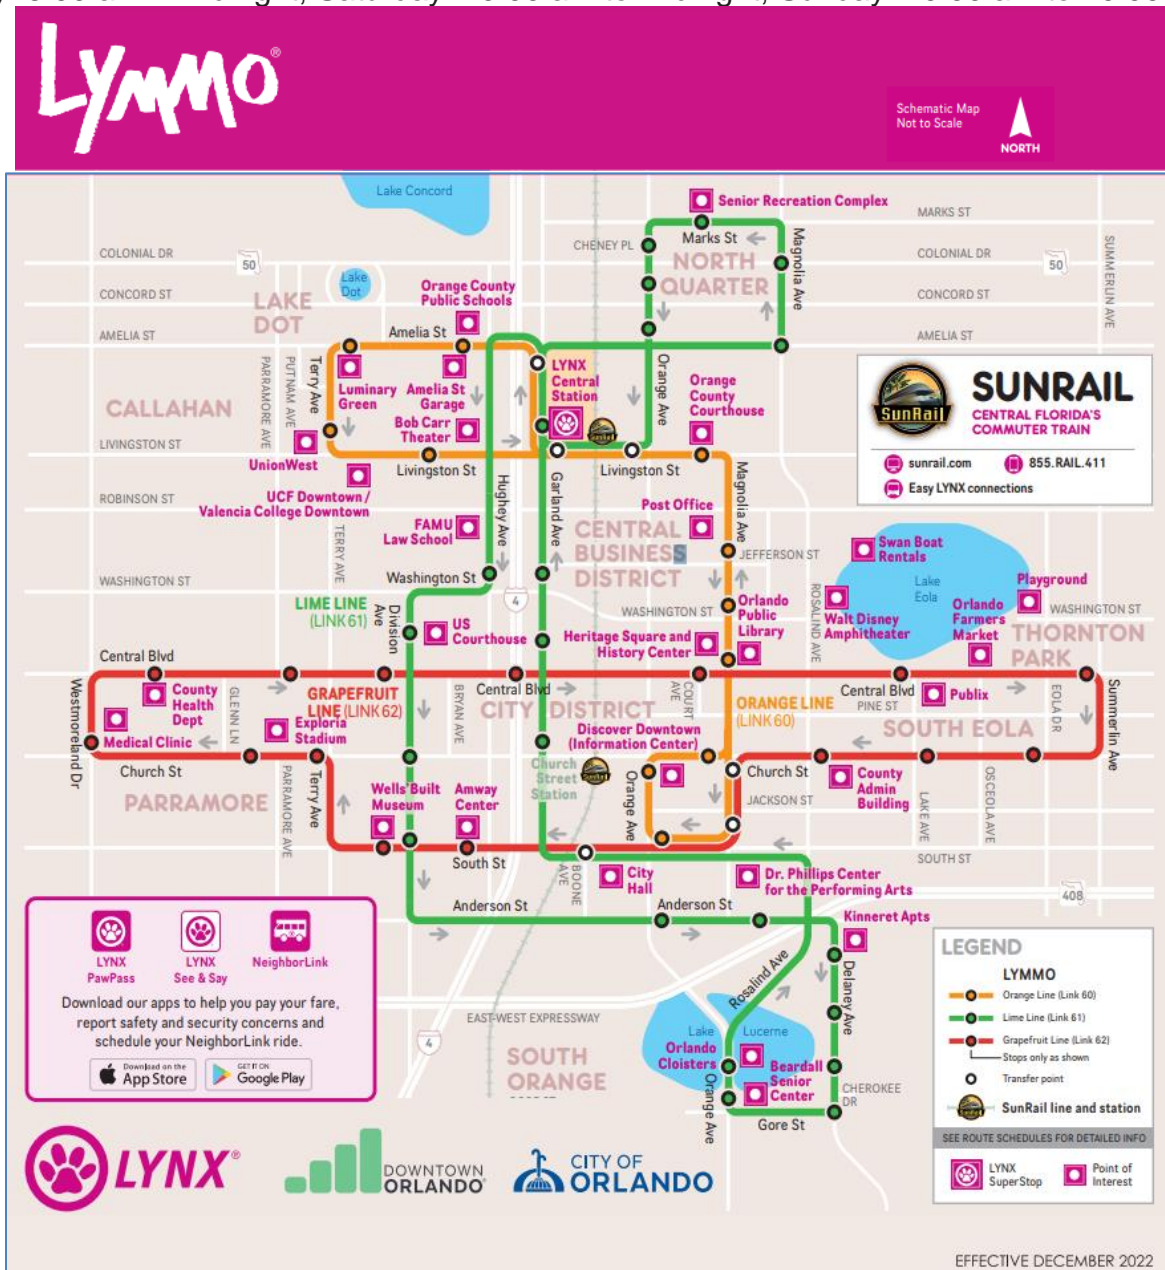 LYMMO®
Schematic Map
Not to Scale
NORTH
Lake Concord
Senior Recreation Complex
MARKS ST
Marks St
CHENEY PL
COLONIAL DR
50
NORTH
QUARTER
Magnolia Ave
COLONIAL DR
50
SUMMERLIN AVE
Lake
Dot
Orange County
Public Schools
CONCORD ST
LAKE
DOT
CONCORD ST
AMELIA ST
Amelia St
AMELIA ST
PARRAMORE AVE
PUTNAM AVE
Terry Ave
LYNX
Central
Station
Orange Ave
Orange
County
Courthouse
Luminary
Green
Amelia St
Garage
CALLAHAN
Bob Carr
Theater
SunRail
SUNRAIL
CENTRAL FLORIDA'S
COMMUTER TRAIN
sunrail.com
855.RAIL.411
Easy LYNX connections
LIVINGSTON ST
UnionWest
Livingston St
Livingston St
UCF Downtown /
Valencia College Downtown
Hughey Ave
Garland Ave
Magnolia Ave
ROBINSON ST
Post Office
FAMU
Law School
TERRY AVE
CENTRAL
BUSINESS
DISTRICT
JEFFERSON ST
Swan Boat
Rentals
Lake
Eola
Playground
WASHINGTON ST
Washington St
4
LIME LINE
(LINK 61)
Division
Ave
US
Courthouse
WASHINGTON ST
Orlando
Public
Library
Heritage Square and
History Center
ROSALIND AVE
Walt Disney
Amphitheater
Orlando
Farmers
Market
WASHINGTON ST
THORNTON
PARK
Central Blvd
Westmoreland Dr
County
Health
Dept
GLENN LN
GRAPEFRUIT
LINE (LINK 62)
BRYAN AVE
Central Blvd
CITY DISTRICT
COURT
AVE
ORANGE LINE
(LINK 60)
Central Blvd
PINE ST
Publix
EOLA DR
Summerlin Ave
Medical Clinic
Exploria
Stadium
Discover Downtown
(Information Center)
SOUTH EOLA
Church St
Church
Street
Station
Orange Ave
Church St
County
Admin
Building
PARRAMORE
PARRAMORE AVE
Terry Ave
Wells' Built
Museum
Amway
Center
JACKSON ST
LAKE AVE
OSCEOLA AVE
South St
BOONE
AVE
City
Hall
Dr. Phillips Center
for the Performing Arts
SOUTH ST
408
Anderson St
Anderson St
Kinneret Apts
LYNX
PawPass
LYNX
See & Say
NeighborLink
Download our apps to help you pay your fare,
report safety and security concerns and
schedule your NeighborLink ride.
Download on the
App Store
GET IT ON
Google Play
4
EAST-WEST EXPRESSWAY
Rosalind Ave
Delaney Ave
Lake
Lucerne
Orlando
Cloisters
SOUTH
ORANGE
Orange Ave
Beardall
Senior
Center
CHEROKEE
DR
Gore St
LEGEND
LYMMO
Orange Line (Link 60)
Lime Line (Link 61)
Grapefruit Line (Link 62)
Stops only as shown
Transfer point
SunRail line and station
SEE ROUTE SCHEDULES FOR DETAILED INFO
LYNX
SuperStop
Point of
Interest
LYNX®
DOWNTOWN
ORLANDO
CITY OF
ORLANDO
EFFECTIVE DECEMBER 2022